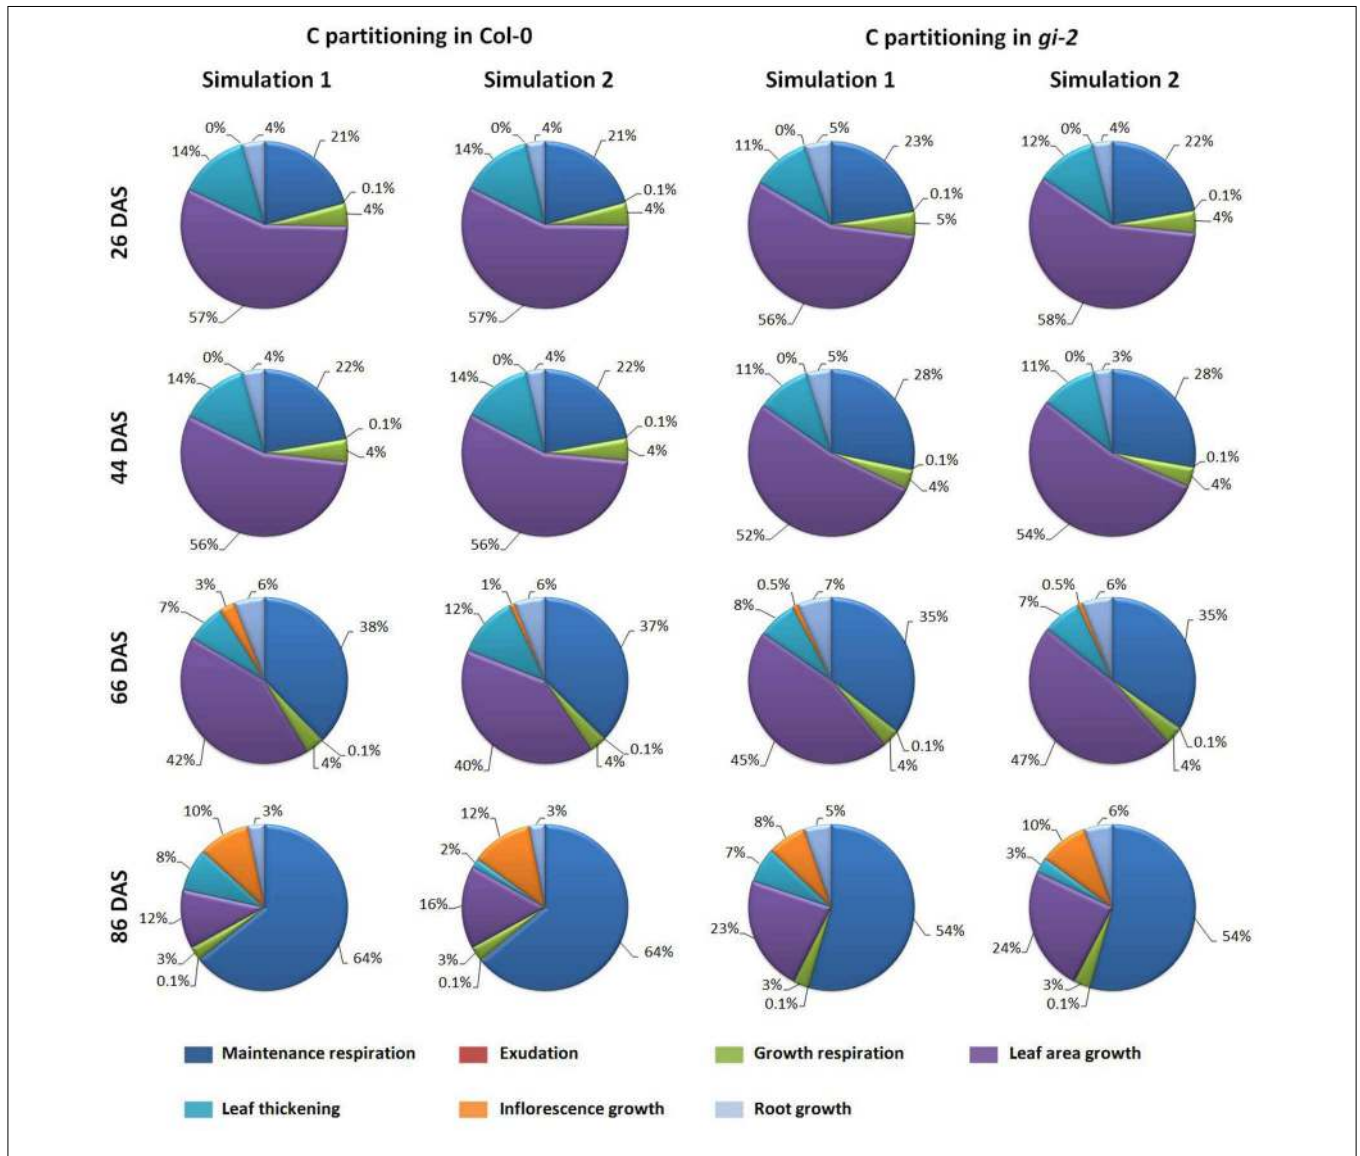 C partitioning in Col-0
C partitioning in gi-2
Simulation 1
Simulation 2
Simulation 1
Simulation 2
26 DAS
0% 4% 21% 14% 0.1% 4% 57%
0% 4% 21% 14% 0.1% 4% 57%
0% 5% 23% 11% 0.1% 5% 56%
0% 4% 22% 12% 0.1% 4% 58%
44 DAS
0% 4% 22% 14% 0.1% 4% 56%
0% 4% 22% 14% 0.1% 4% 56%
0% 5% 28% 11% 0.1% 4% 52%
0% 3% 28% 11% 0.1% 4% 54%
66 DAS
3% 6% 7% 38% 0.1% 4% 42%
1% 6% 12% 37% 0.1% 4% 40%
0.5% 7% 8% 35% 0.1% 4% 45%
0.5% 6% 7% 35% 0.1% 4% 47%
86 DAS
10% 3% 8% 12% 3% 0.1% 64%
12% 3% 2% 16% 3% 0.1% 64%
8% 5% 7% 23% 3% 0.1% 54%
10% 6% 3% 24% 3% 0.1% 54%
Maintenance respiration
Exudation
Growth respiration
Leaf area growth
Leaf thickening
Inflorescence growth
Root growth